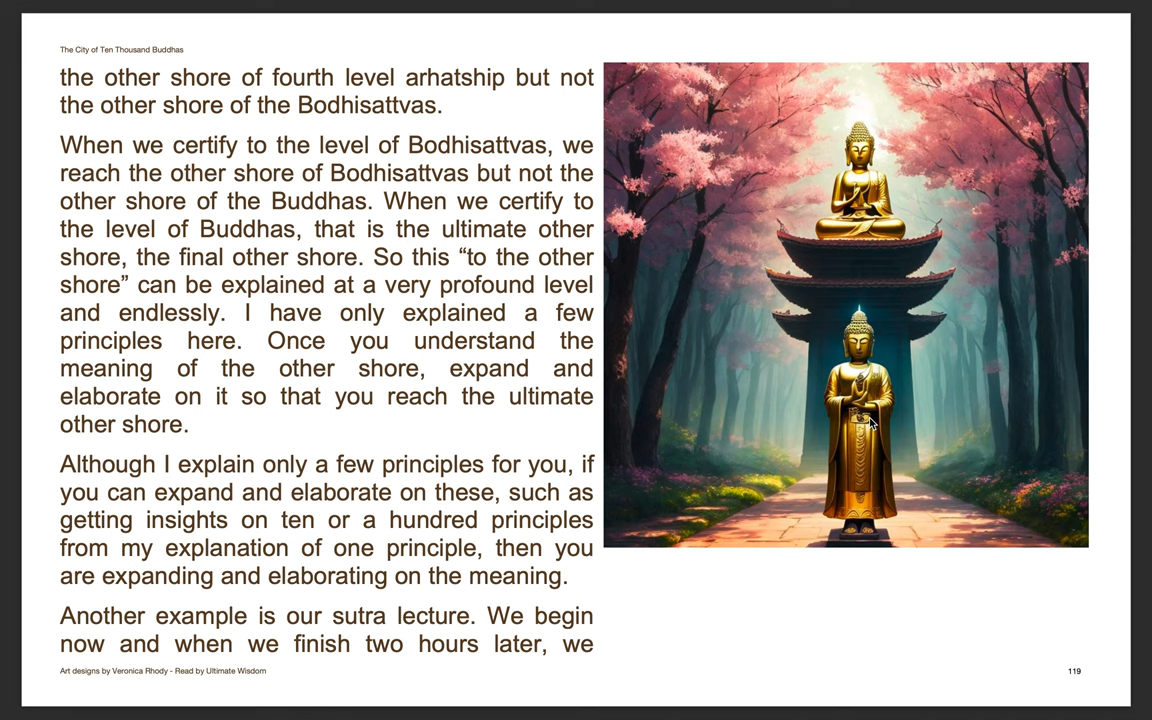 The City of Ten Thousand Buddhas
the other shore of fourth level arhatship but not
the other shore of the Bodhisattvas.
When we certify to the level of Bodhisattvas, we
reach the other shore of Bodhisattvas but not the
other shore of the Buddhas. When we certify to
the level of Buddhas, that is the ultimate other
shore, the final other shore. So this “to the other
shore” can be explained at a very profound level
and endlessly. I have only explained a few
principles here. Once you understand the
meaning of the other shore, expand and
elaborate on it so that you reach the ultimate
other shore.
Although I explain only a few principles for you, if
you can expand and elaborate on these, such as
getting insights on ten or a hundred principles
from my explanation of one principle, then you
are expanding and elaborating on the meaning.
Another example is our sutra lecture. We begin
now and when we finish two hours later, we
Art designs by Veronica Rhody - Read by Ultimate Wisdom
119